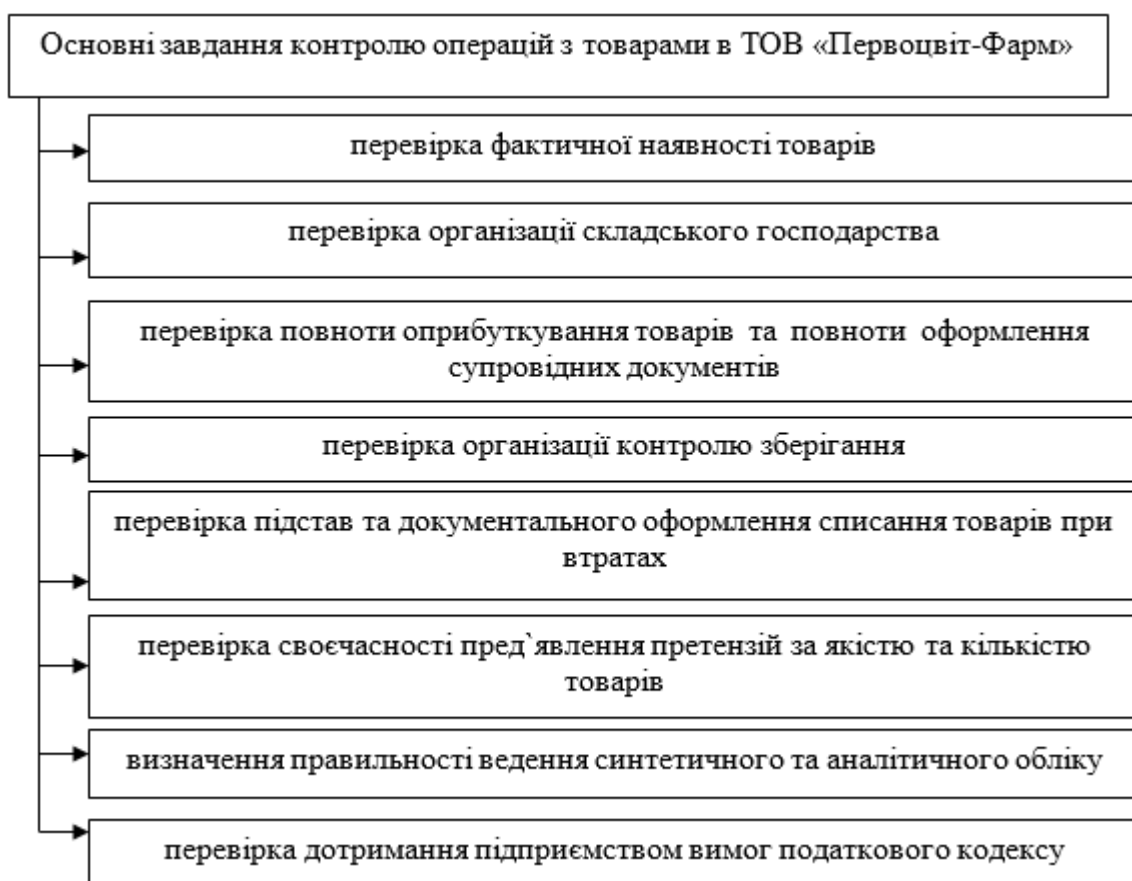 Основні завдання контролю операцій з товарами в ТОВ «Первоцвіт-Фарм»
перевірка фактичної наявності товарів
перевірка організації складського господарства
перевірка повноти оприбуткування товарів та повноти оформлення
супровідних документів
перевірка організації контролю зберігання
перевірка підстав та документального оформлення списання товарів при
втратах
перевірка своєчасності пред`явлення претензій за якістю та кількістю
товарів
визначення правильності ведення синтетичного та аналітичного обліку
перевірка дотримання підприємством вимог податкового кодексу